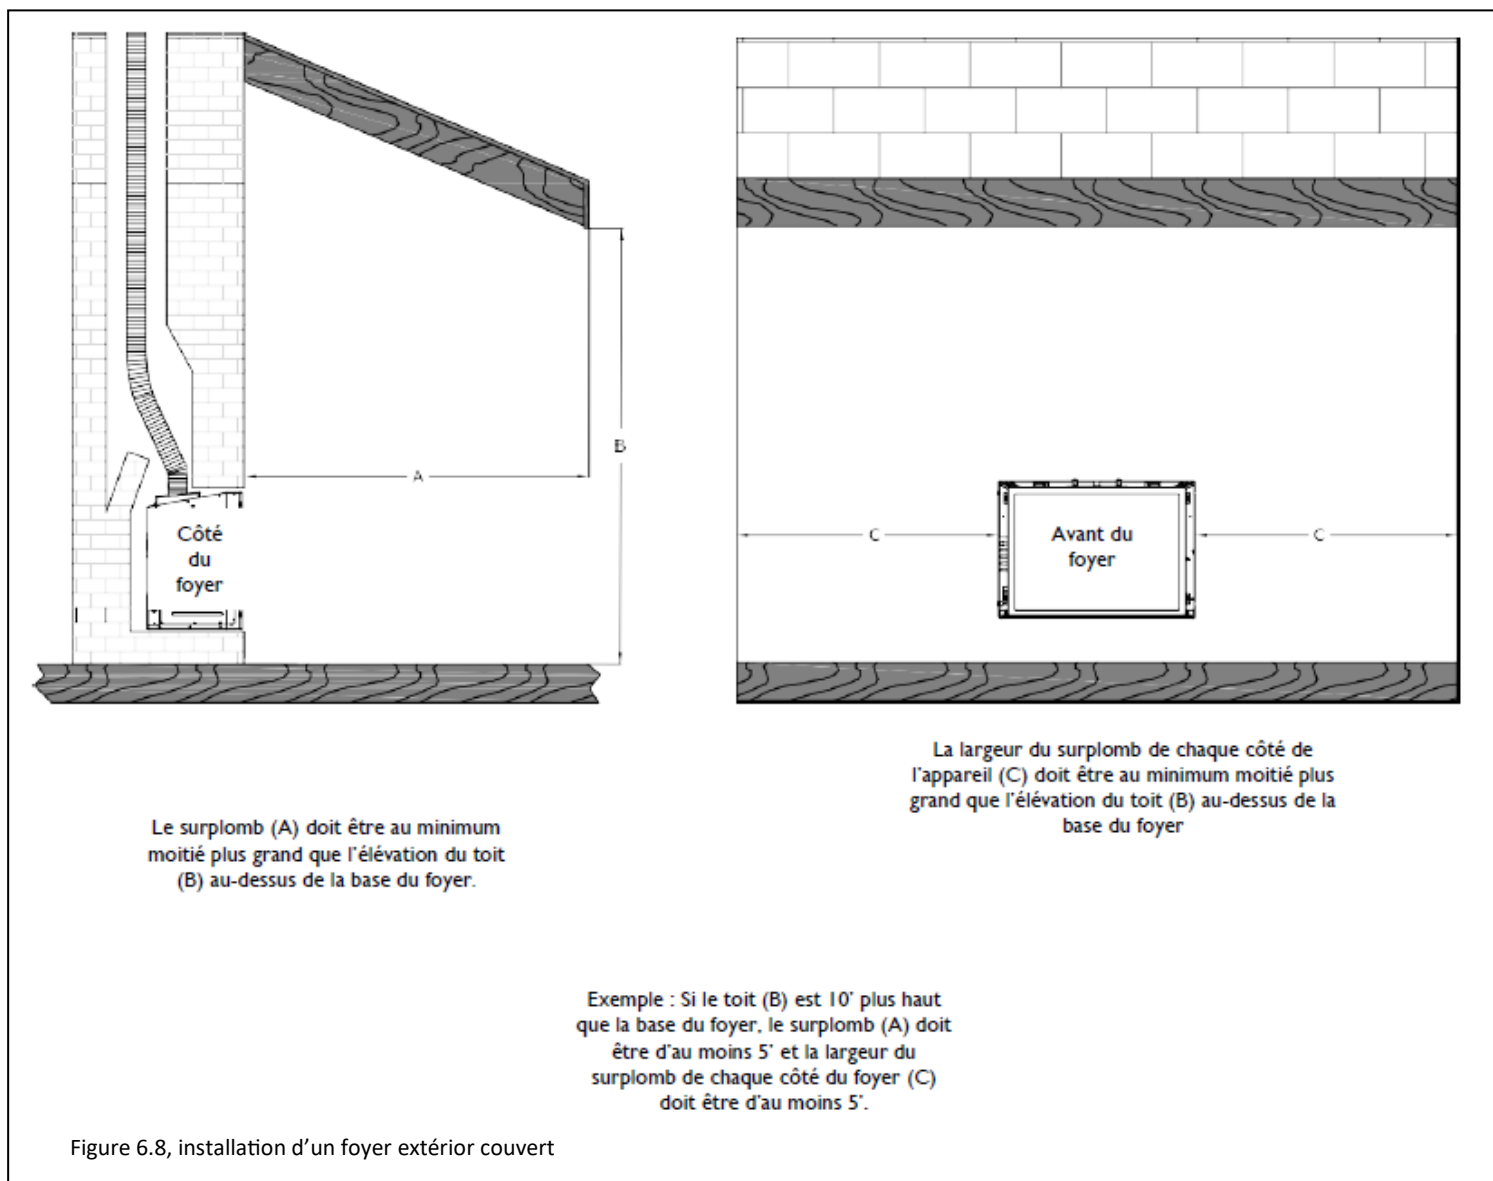 Côté
du
foyer
A
B
C
Avant du
foyer
C
La largeur du surplomb de chaque côté de
l'appareil (C) doit être au minimum moitié plus
grand que l'élévation du toit (B) au-dessus de la
base du foyer
Le surplomb (A) doit être au minimum
moitié plus grand que l'élévation du toit
(B) au-dessus de la base du foyer.
Exemple : Si le toit (B) est 10' plus haut
que la base du foyer, le surplomb (A) doit
être d'au moins 5' et la largeur du
surplomb de chaque côté du foyer (C)
doit être d'au moins 5'.
Figure 6.8, installation d'un foyer extérior couvert